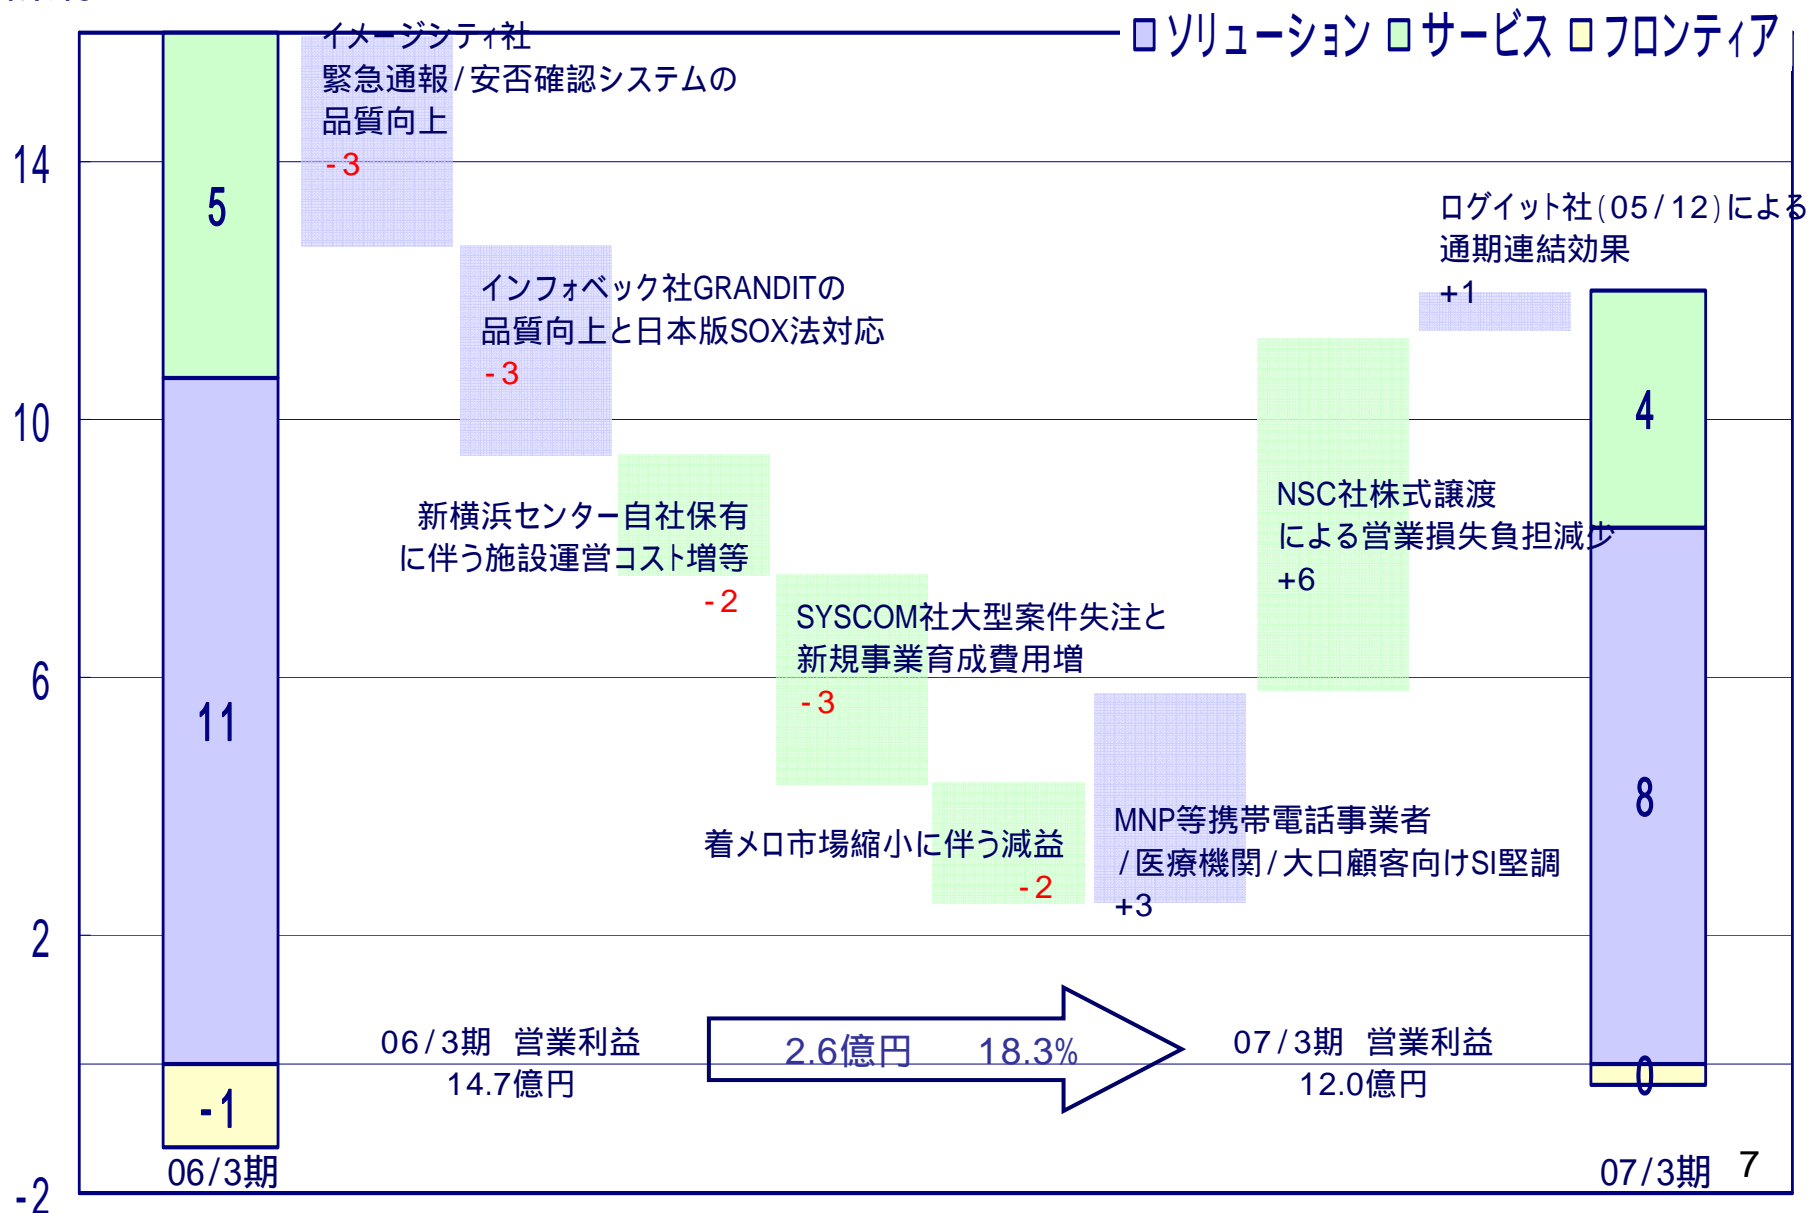 ソリューション サービス フロンティア
イメージシティ社
緊急通報/安否確認システムの
品質向上
-3
14
5
ログイット社(05/12)による
通期連結効果
+1
インフォベック社GRANDITの
品質向上と日本版SOX法対応
-3
10
4
新横浜センター自社保有
に伴う施設運営コスト増等
-2
NSC社株式譲渡
による営業損失負担減少
+6
SYSCOM社大型案件失注と
新規事業育成費用増
-3
6
11
8
着メロ市場縮小に伴う減益
-2
MNP等携帯電話事業者
/医療機関/大口顧客向けSI堅調
+3
2
06/3期 営業利益
14.7億円
2.6億円 18.3%
07/3期 営業利益
12.0億円
-1
0
06/3期
07/3期
7
-2